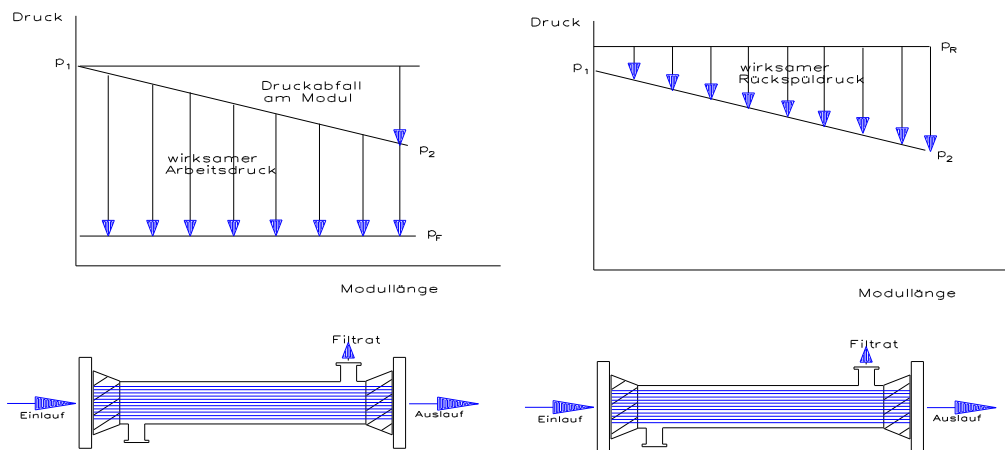 Druck
p1
Druckabfall
am Modul
p2
wirksamer
Arbeitsdruck
pF
Modullänge
Filtrat
Einlauf
Auslauf
Druck
pR
p1
wirksamer
Rückspüldruck
p2
Modullänge
Filtrat
Einlauf
Auslauf